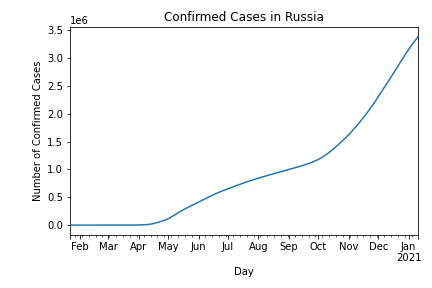 Confirmed Cases in Russia
1e6
3.5
3.0
2.5
2.0
1.5
1.0
0.5
0.0
Number of Confirmed Cases
Feb Mar Apr May Jun Jul Aug Sep Oct Nov Dec Jan
2021
Day